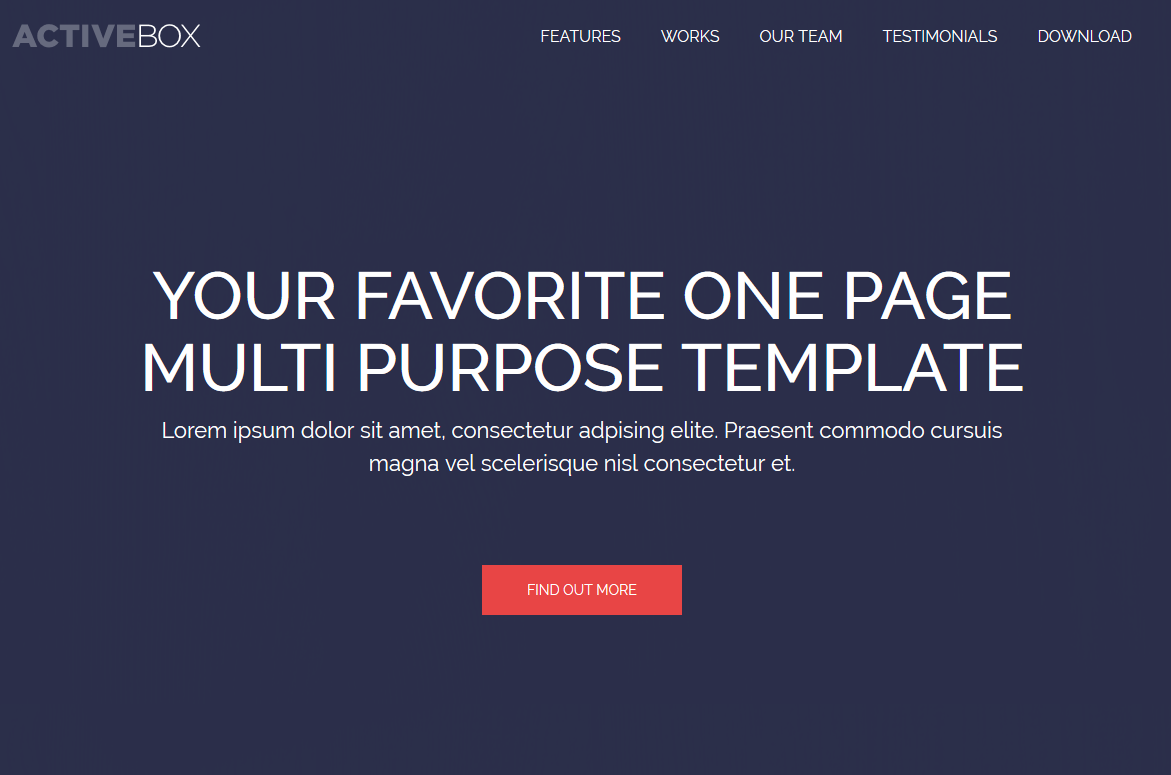 ACTIVEBOX
FEATURES WORKS OUR TEAM TESTIMONIALS DOWNLOAD
YOUR FAVORITE ONE PAGE
MULTI PURPOSE TEMPLATE
Lorem ipsum dolor sit amet, consectetur adpising elite. Praesent commodo cursuis
magna vel scelerisque nisl consectetur et.
FIND OUT MORE